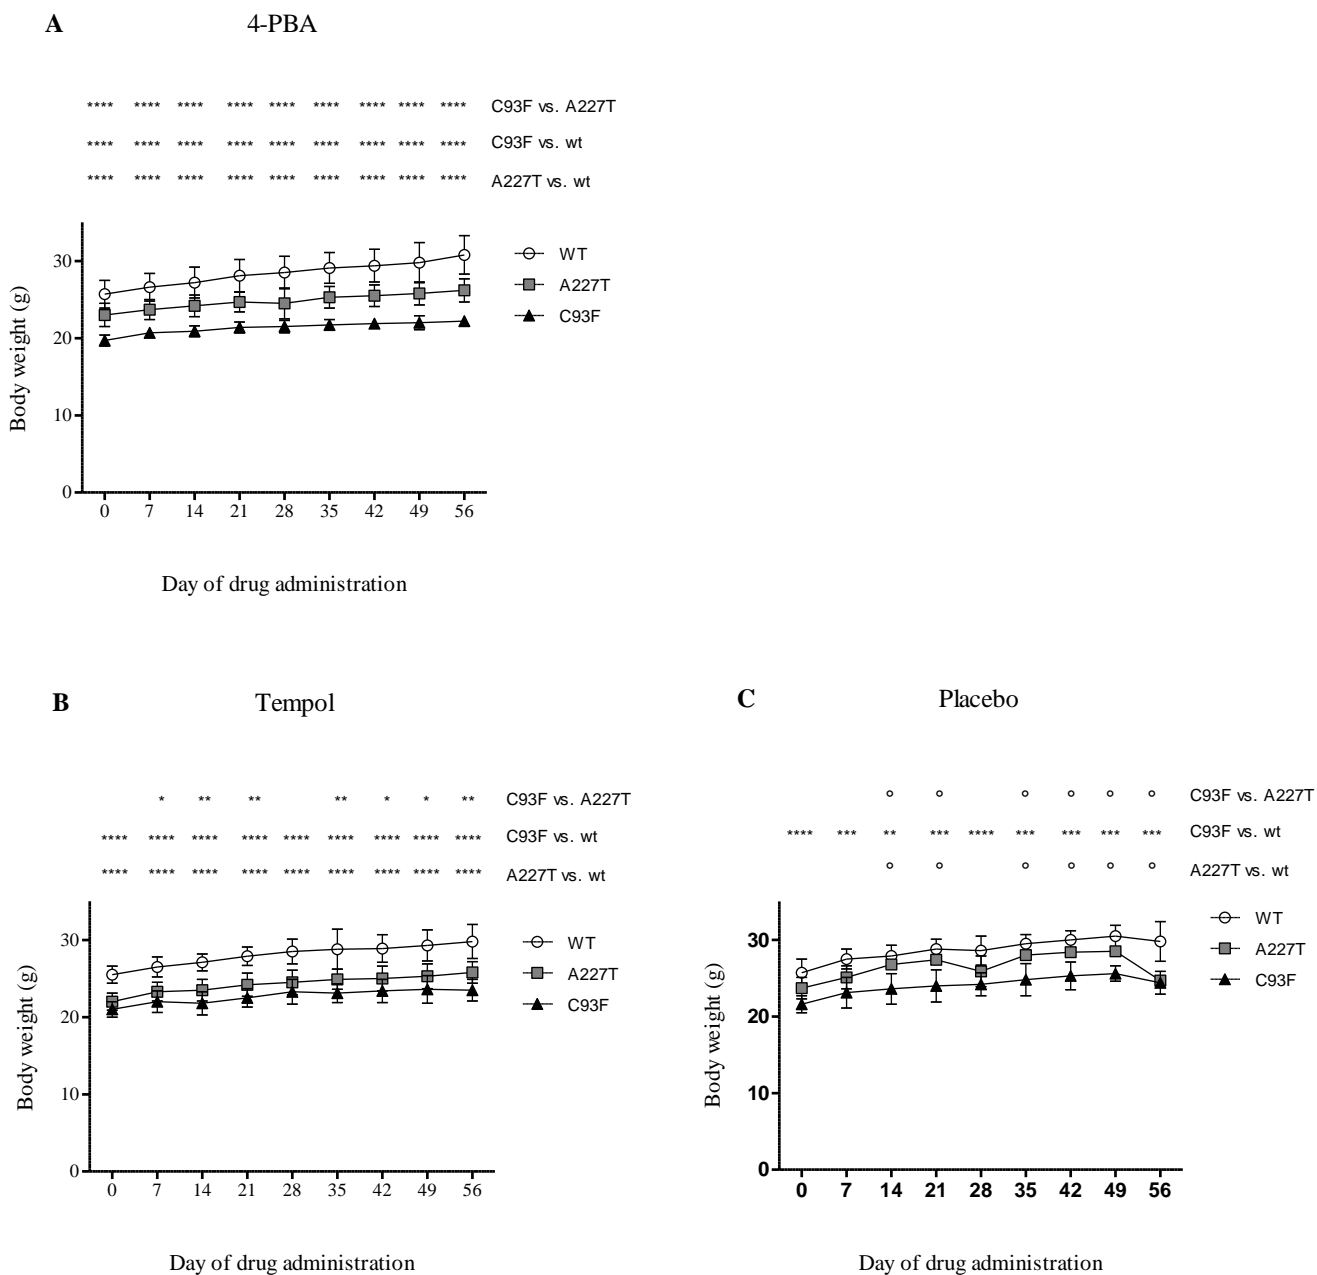 A 4-PBA
**** **** **** **** **** **** **** **** **** C93F vs. A227T
**** **** **** **** **** **** **** **** **** C93F vs. wt
**** **** **** **** **** **** **** **** **** A227T vs. wt
WT
A227T
C93F
Body weight (g)
30
20
10
0
0 7 14 21 28 35 42 49 56
Day of drug administration
B Tempol
* ** ** ** * * ** C93F vs. A227T
**** **** **** **** **** **** **** **** **** C93F vs. wt
**** **** **** **** **** **** **** **** **** A227T vs. wt
WT
A227T
C93F
Body weight (g)
30
20
10
0
0 7 14 21 28 35 42 49 56
Day of drug administration
C Placebo
° ° ° ° ° ° C93F vs. A227T
**** *** ** *** **** *** *** *** *** C93F vs. wt
° ° ° ° ° ° A227T vs. wt
WT
A227T
C93F
Body weight (g)
30
20
10
0
0 7 14 21 28 35 42 49 56
Day of drug administration